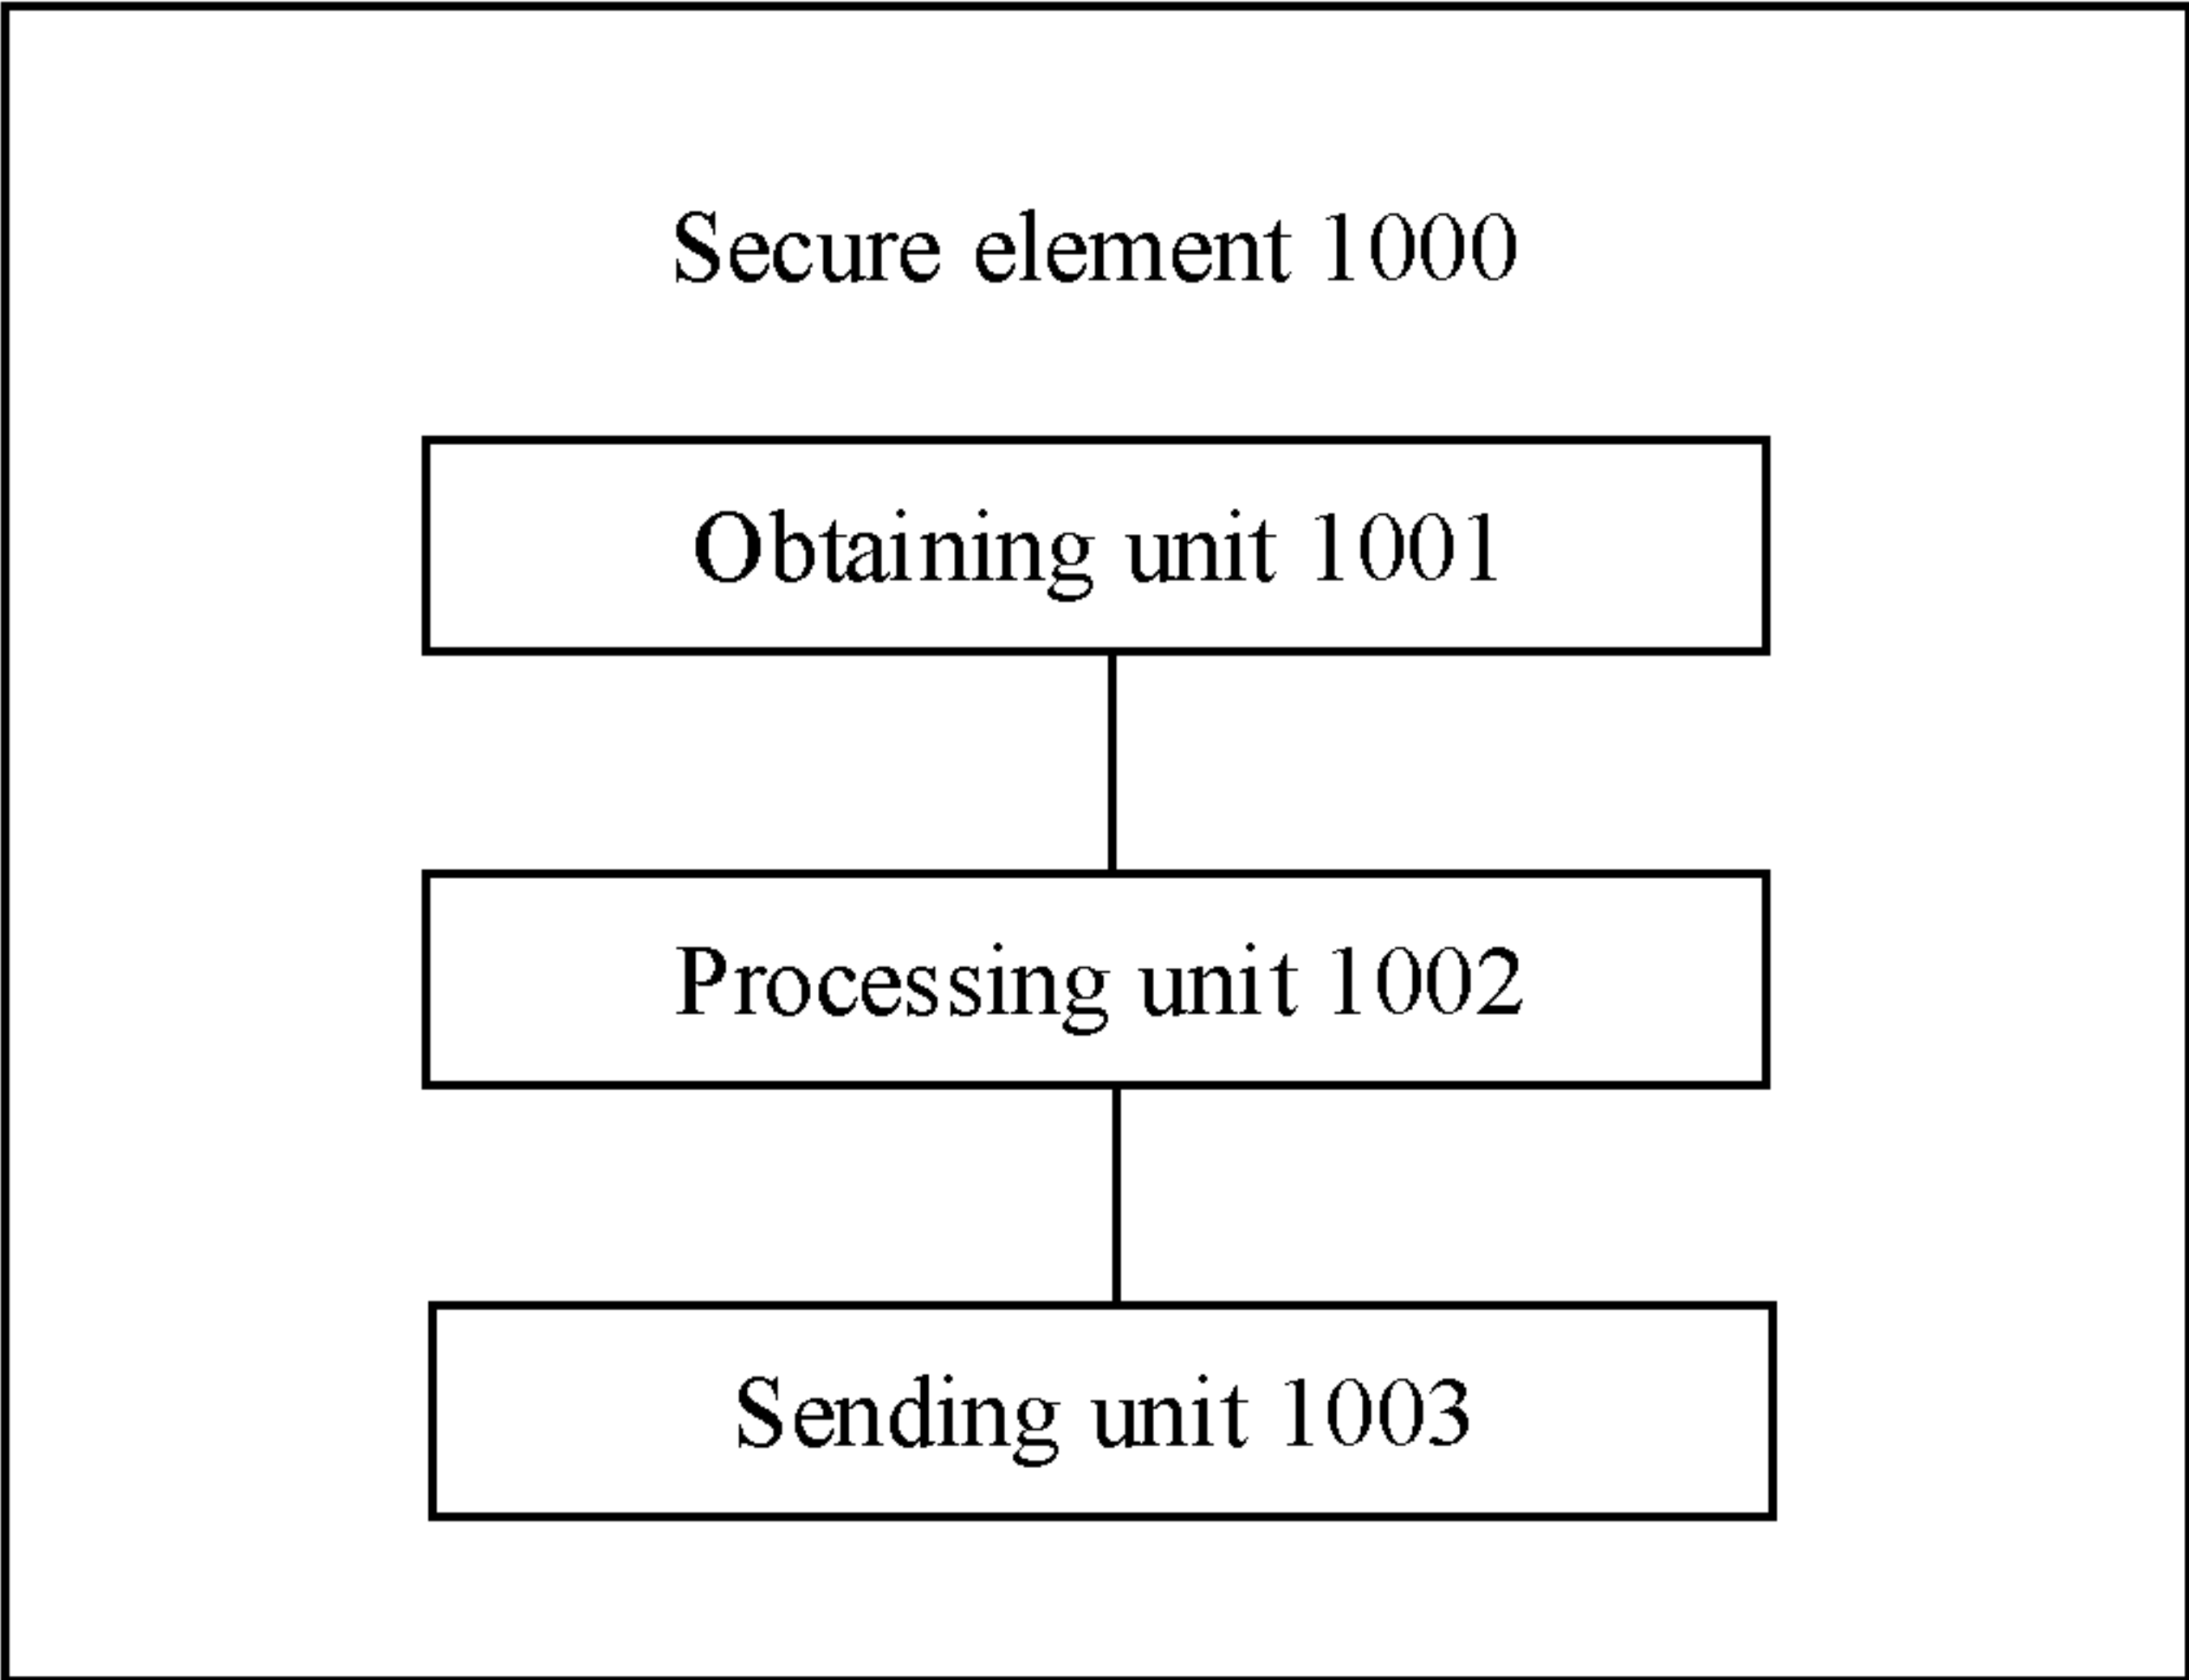 Secure element 1000
Obtaining unit 1001
Processing unit 1002
Sending unit 1003